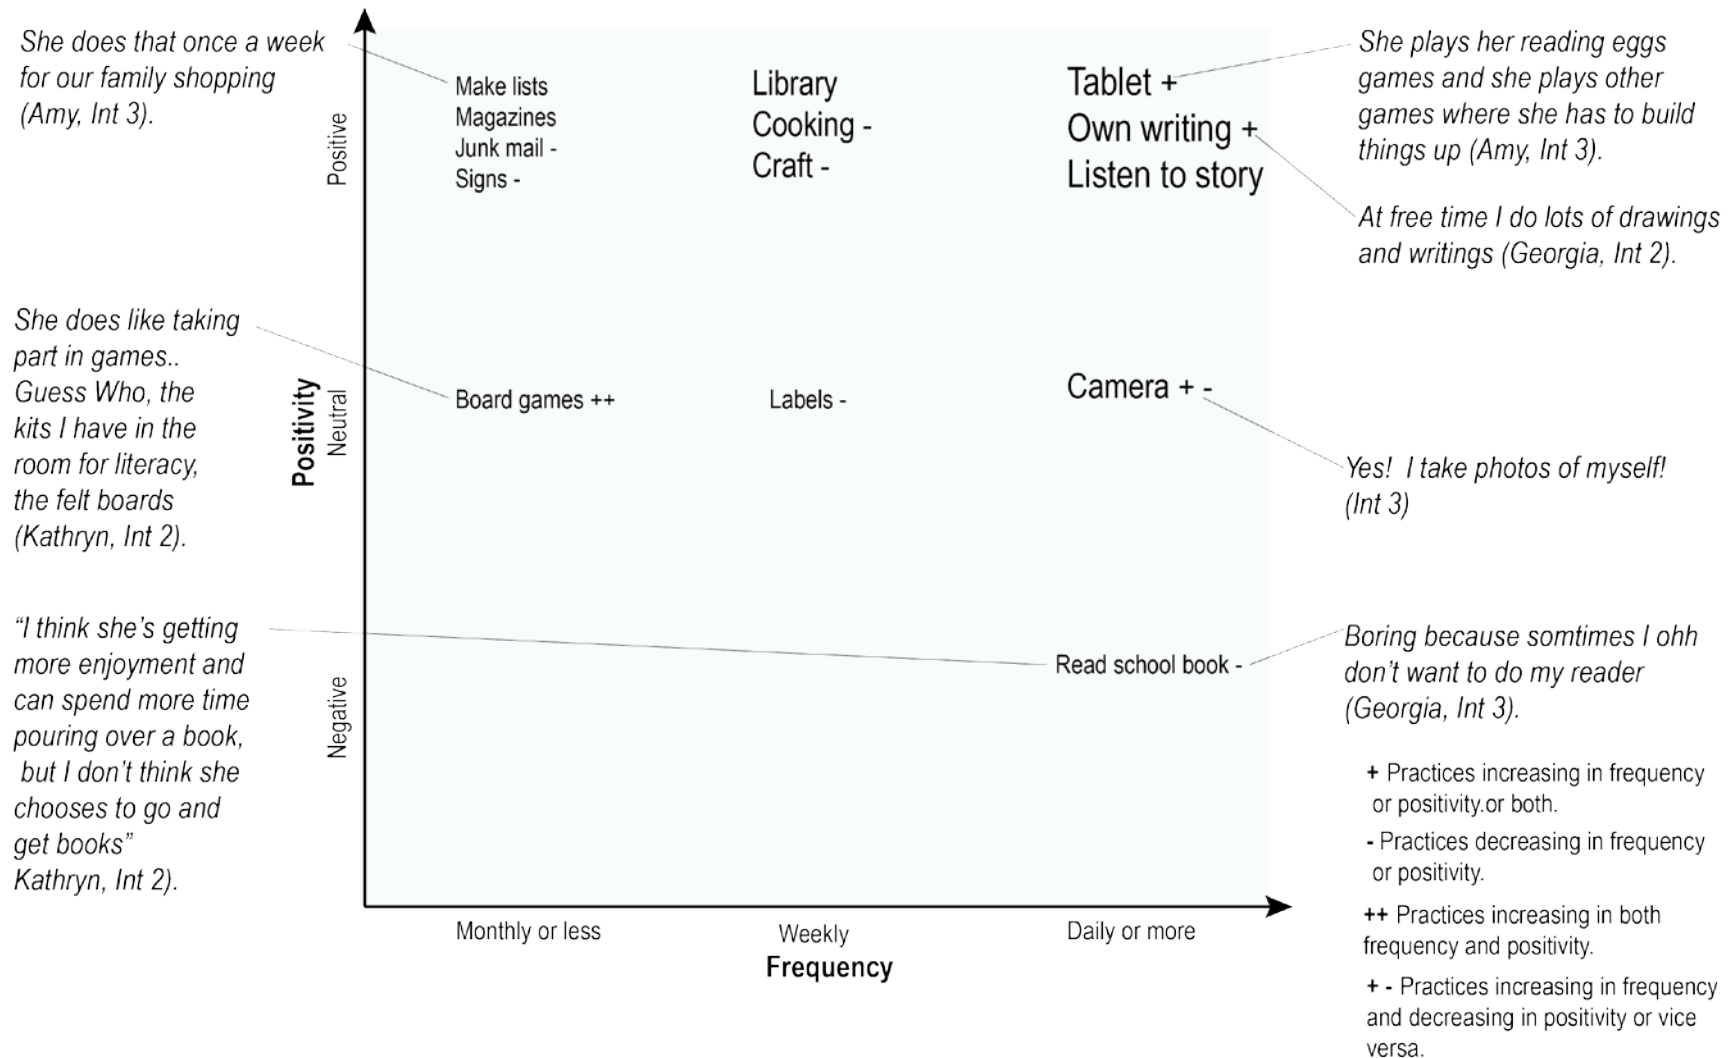 She does that once a week
for our family shopping
(Amy, Int 3).
Positive
Make lists
Magazines
Junk mail -
Signs -
Library
Cooking -
Craft -
Tablet +
Own writing +
Listen to story
She plays her reading eggs
games and she plays other
games where she has to build
things up (Amy, Int 3).
At free time I do lots of drawings
and writings (Georgia, Int 2).
She does like taking
part in games..
Guess Who, the
kits I have in the
room for literacy,
the felt boards
(Kathryn, Int 2).
Positivity
Neutral
Board games ++
Labels -
Camera + -
Yes! I take photos of myself!
(Int 3)
"I think she's getting
more enjoyment and
can spend more time
pouring over a book,
but I don't think she
chooses to go and
get books"
Kathryn, Int 2).
Negative
Read school book -
Boring because somtimes I ohh
don't want to do my reader
(Georgia, Int 3).
+ Practices increasing in frequency
or positivity.or both.
- Practices decreasing in frequency
or positivity.
++ Practices increasing in both
frequency and positivity.
+ - Practices increasing in frequency
and decreasing in positivity or vice
versa.
Monthly or less
Weekly
Daily or more
Frequency